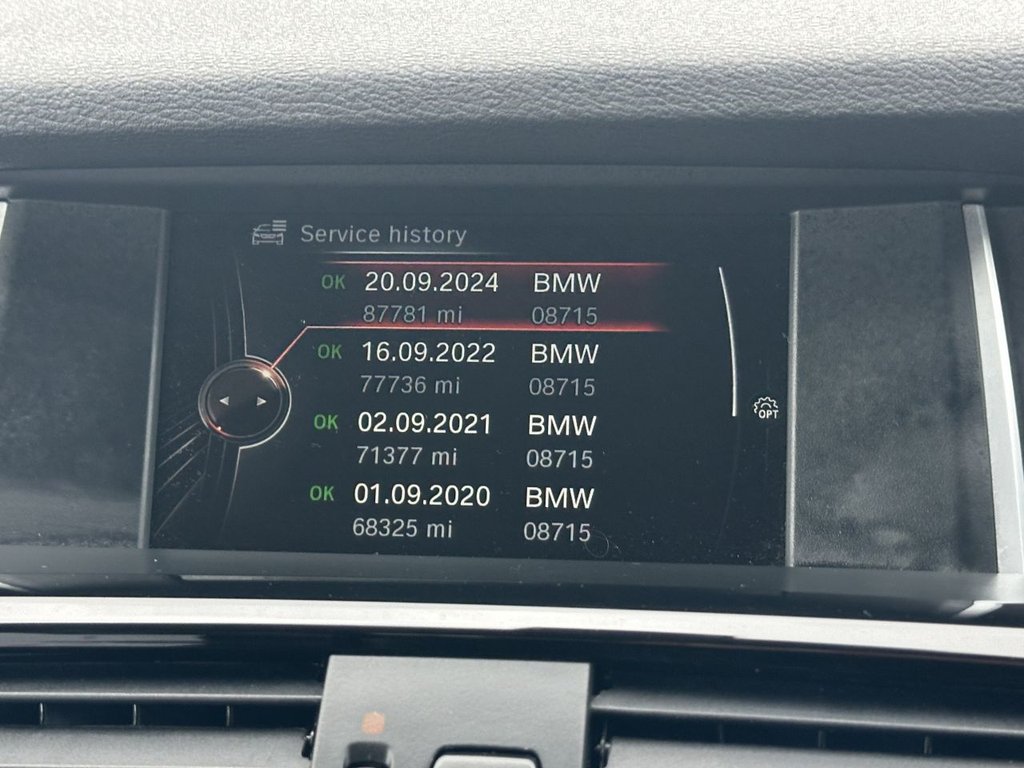 Service history
OK 20.09.2024 BMW
87781 mi 08715
OK 16.09.2022 BMW
77736 mi 08715
OK 02.09.2021 BMW
71377 mi 08715
OPT
OK 01.09.2020 BMW
68325 mi 08715